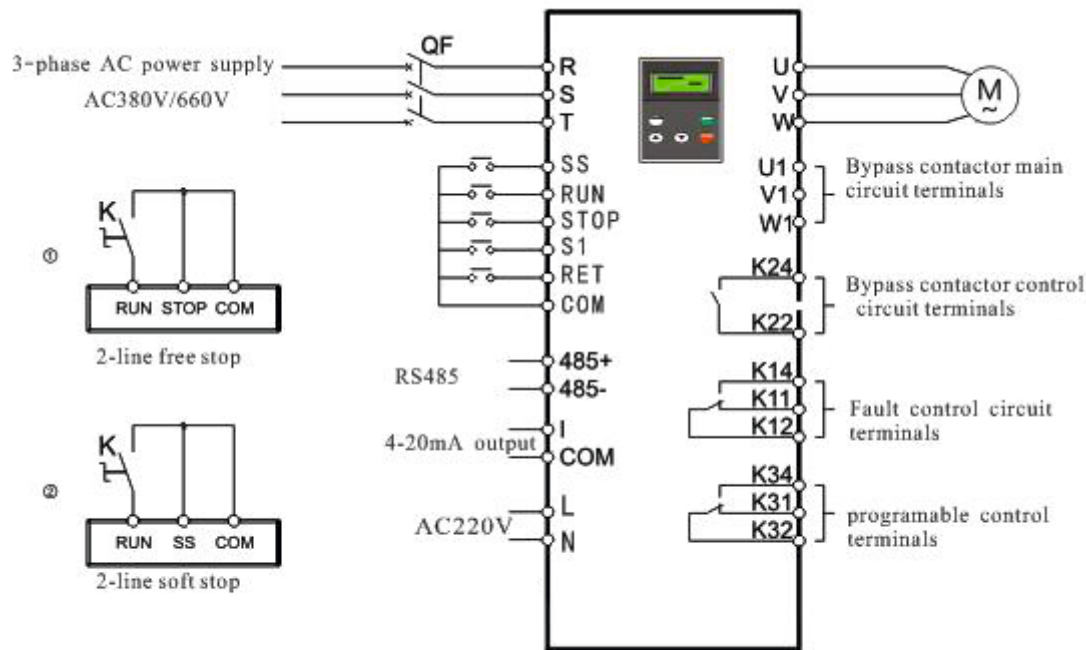 QF
3-phase AC power supply
AC380V/660V
R
S
T
U
V
W
M
~
SS
RUN
STOP
S1
RET
COM
U1
V1
W1
Bypass contactor main
circuit terminals
K
①
RUN STOP COM
2-line free stop
K24
K22
Bypass contactor control
circuit terminals
RS485
485+
485-
K14
K11
K12
Fault control circuit
terminals
4-20mA output
I
COM
K
②
RUN SS COM
2-line soft stop
AC220V
L
N
K34
K31
K32
programable control
terminals